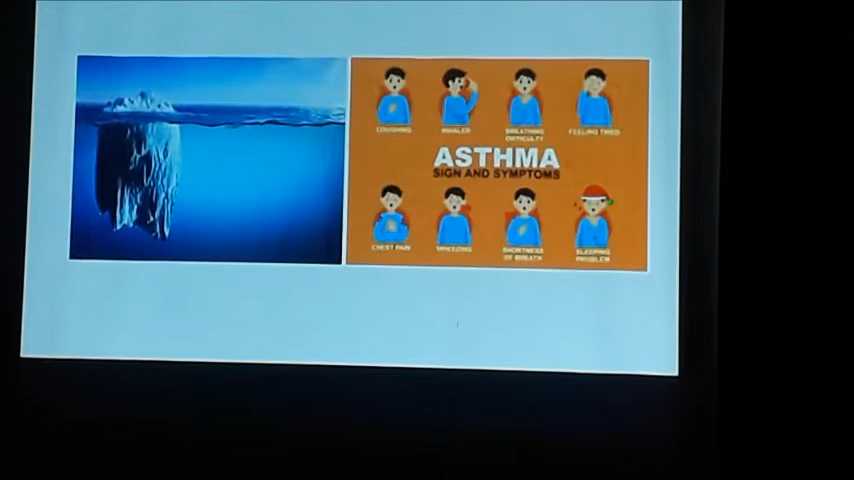 COUGHING
INHALER
BREATHING
DIFFICULTY
FEELING TIRED
ASTHMA
SIGN AND SYMPTOMS
CHEST PAIN
WHEEZING
SHORTNESS
OF BREATH
SLEEPING
PROBLEM